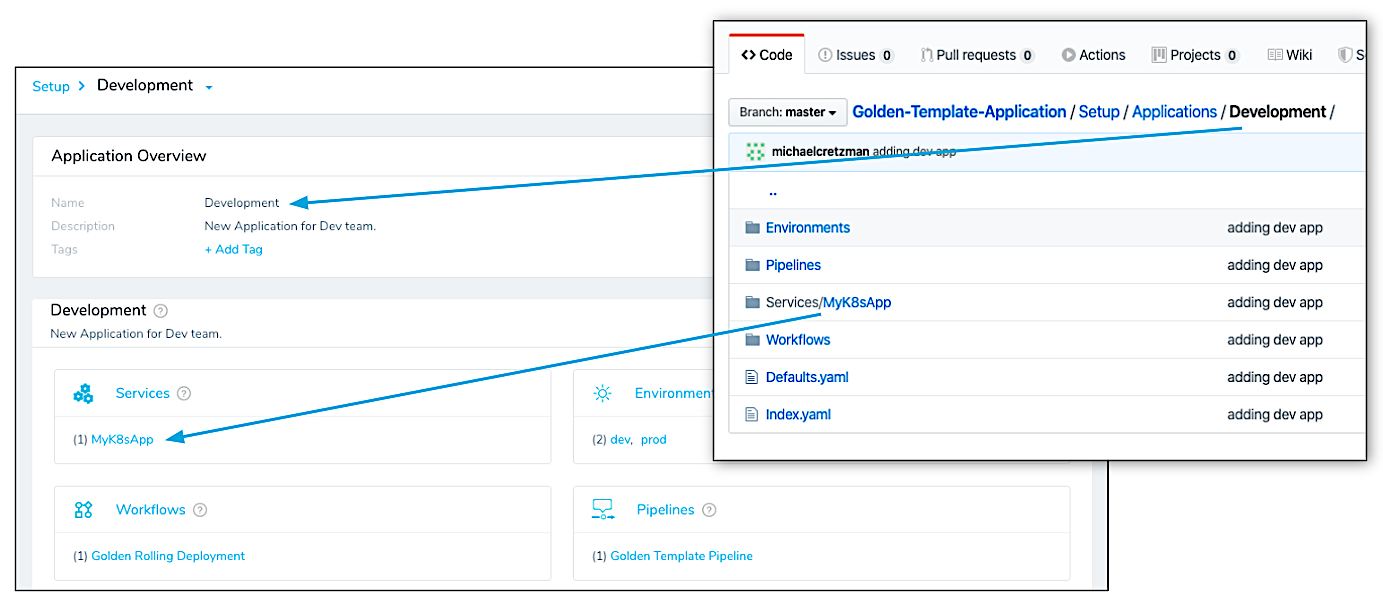 Setup > Development
Application Overview
Name Development
Description New Application for Dev team.
Tags + Add Tag
Development ?
New Application for Dev team.
Services ?
(1) MyK8sApp
Environment
(2) dev, prod
Workflows ?
(1) Golden Rolling Deployment
Pipelines ?
(1) Golden Template Pipeline
<> Code Issues 0 Pull requests 0 Actions Projects 0 Wiki S
Branch: master Golden-Template-Application / Setup / Applications / Development /
michaelcretzman adding dev app
..
Environments adding dev app
Pipelines adding dev app
Services/MyK8sApp adding dev app
Workflows adding dev app
Defaults.yaml adding dev app
Index.yaml adding dev app